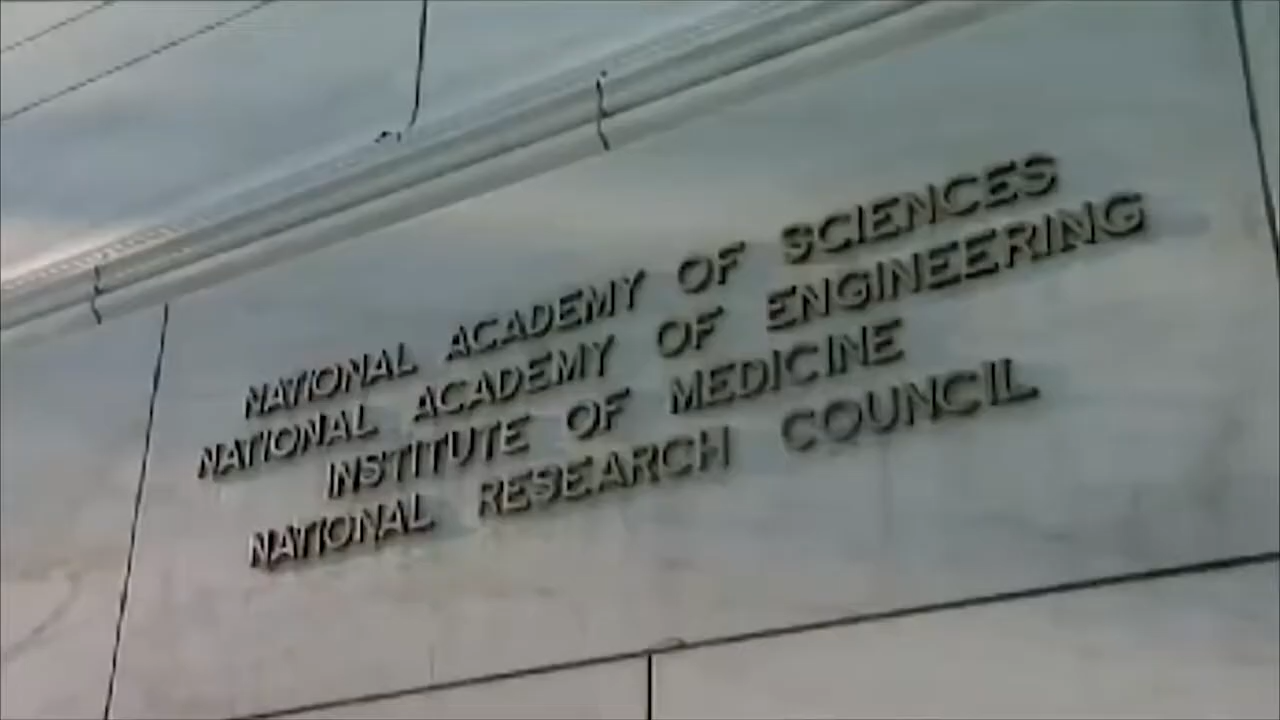 NATIONAL ACADEMY OF SCIENCES
NATIONAL ACADEMY OF ENGINEERING
INSTITUTE OF MEDICINE
NATIONAL RESEARCH COUNCIL